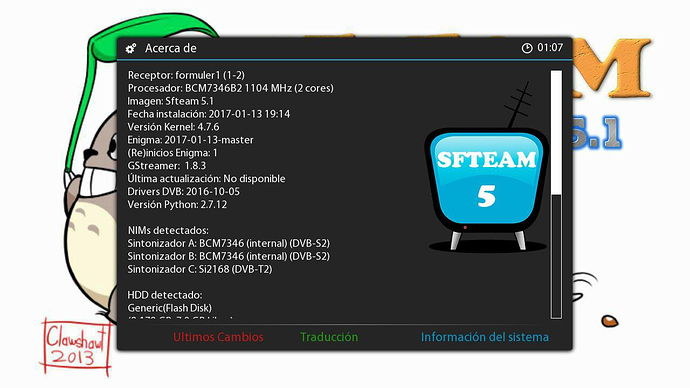 Acerca de
01:07
Receptor: formuler1 (1-2)
Procesador: BCM7346B2 1104 MHz (2 cores)
Imagen: Sfteam 5.1
Fecha instalación: 2017-01-13 19:14
Versión Kernel: 4.7.6
Enigma: 2017-01-13-master
(Re)inicios Enigma: 1
GStreamer: 1.8.3
Última actualización: No disponible
Drivers DVB: 2016-10-05
Versión Python: 2.7.12
NIMs detectados:
Sintonizador A: BCM7346 (internal) (DVB-S2)
Sintonizador B: BCM7346 (internal) (DVB-S2)
Sintonizador C: Si2168 (DVB-T2)
HDD detectado:
Generic(Flash Disk)
SFTEAM
5
5.1
Ultimos Cambios
Traducción
Información del sistema
2013